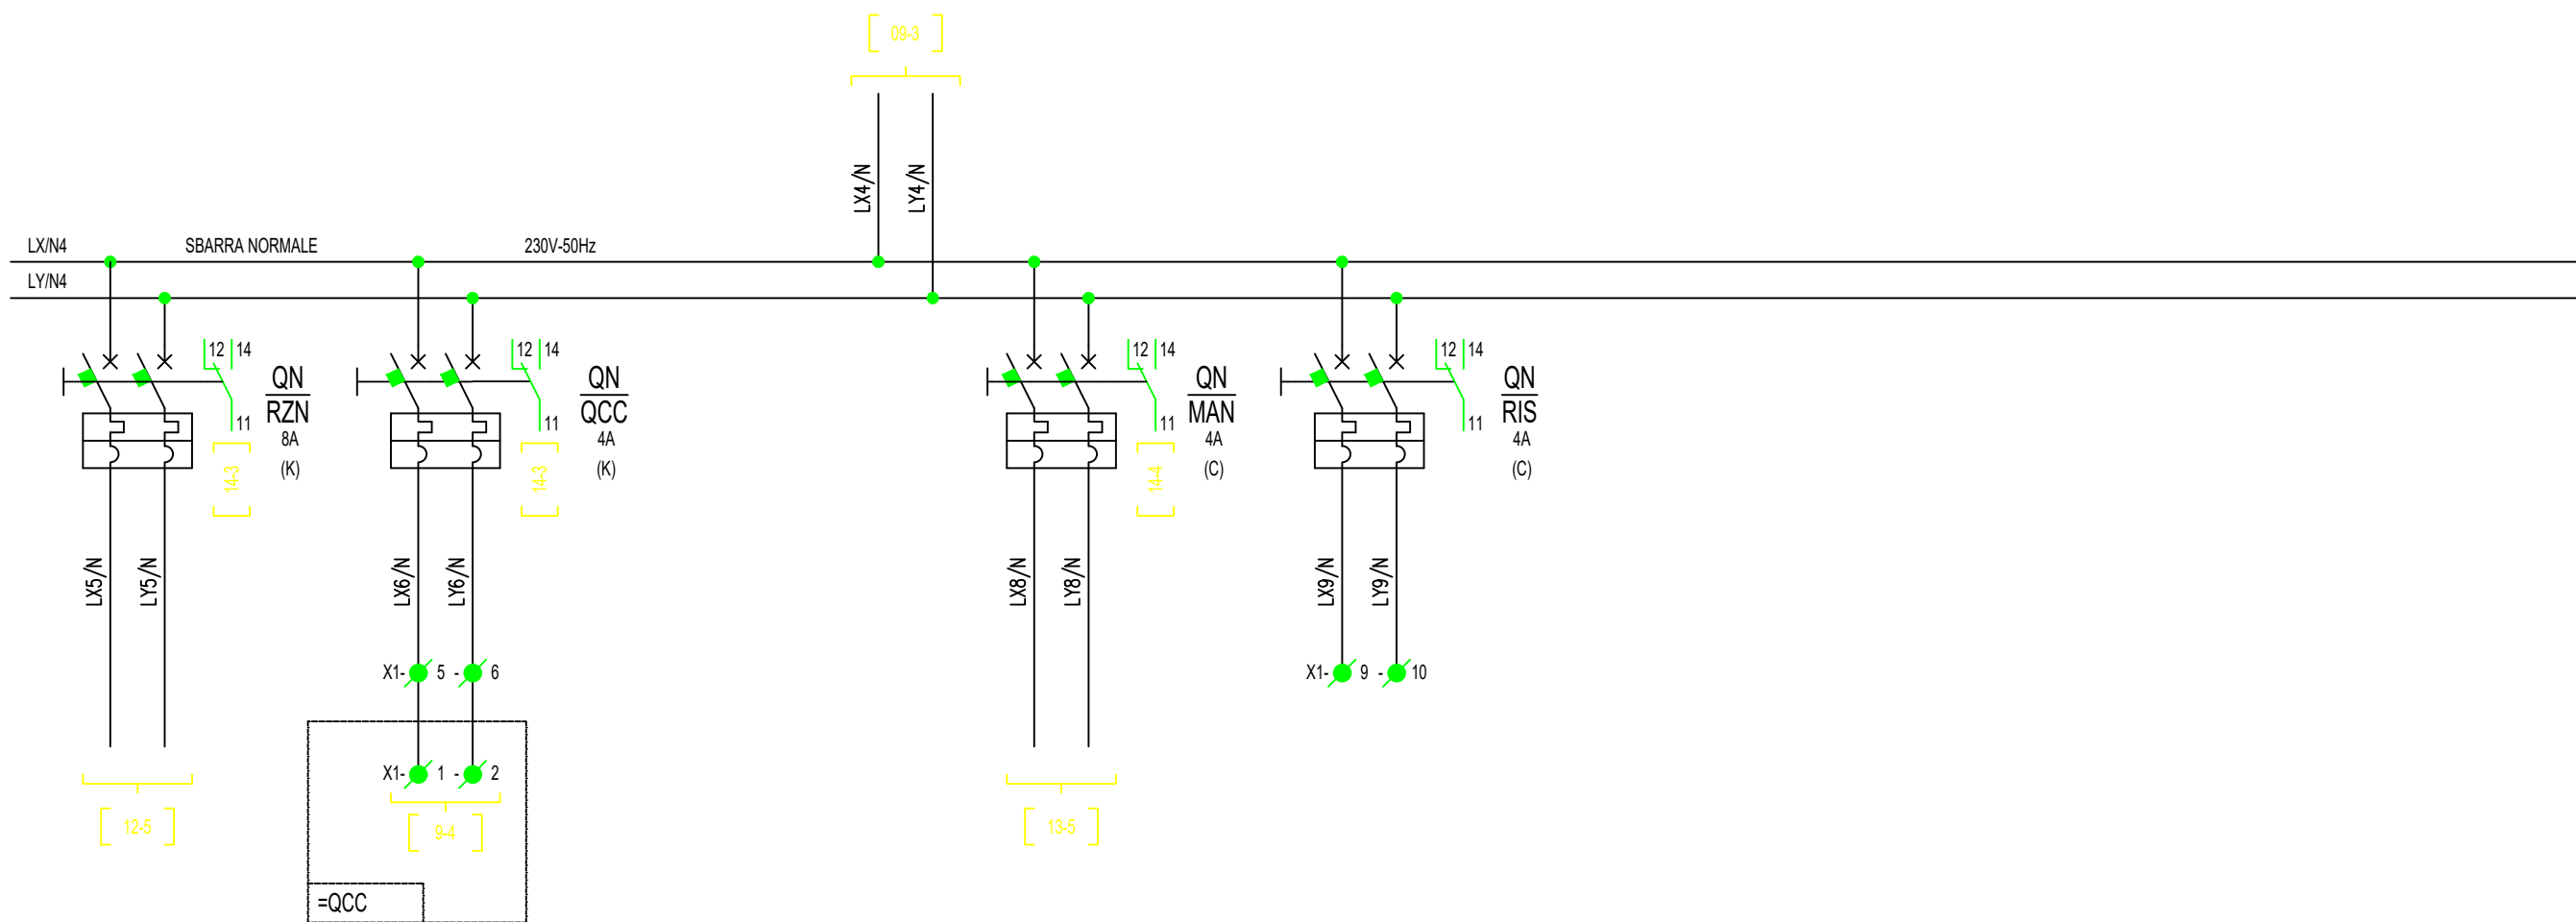 09-3
LX4/N LY4/N
LX/N4 SBARRA NORMALE 230V-50Hz
LY/N4
12 14 12 14 12 14 12 14
QN QN QN QN
RZN QCC MAN RIS
11 11 11 11
8A 4A 4A 4A
(K) (K) (C) (C)
14-3 14-3 14-4
LX5/N LY5/N LX6/N LY6/N LX8/N LY8/N LX9/N LY9/N
X1- 5 - 6 X1- 9 - 10
X1- 1 - 2
12-5 9-4 13-5
=QCC